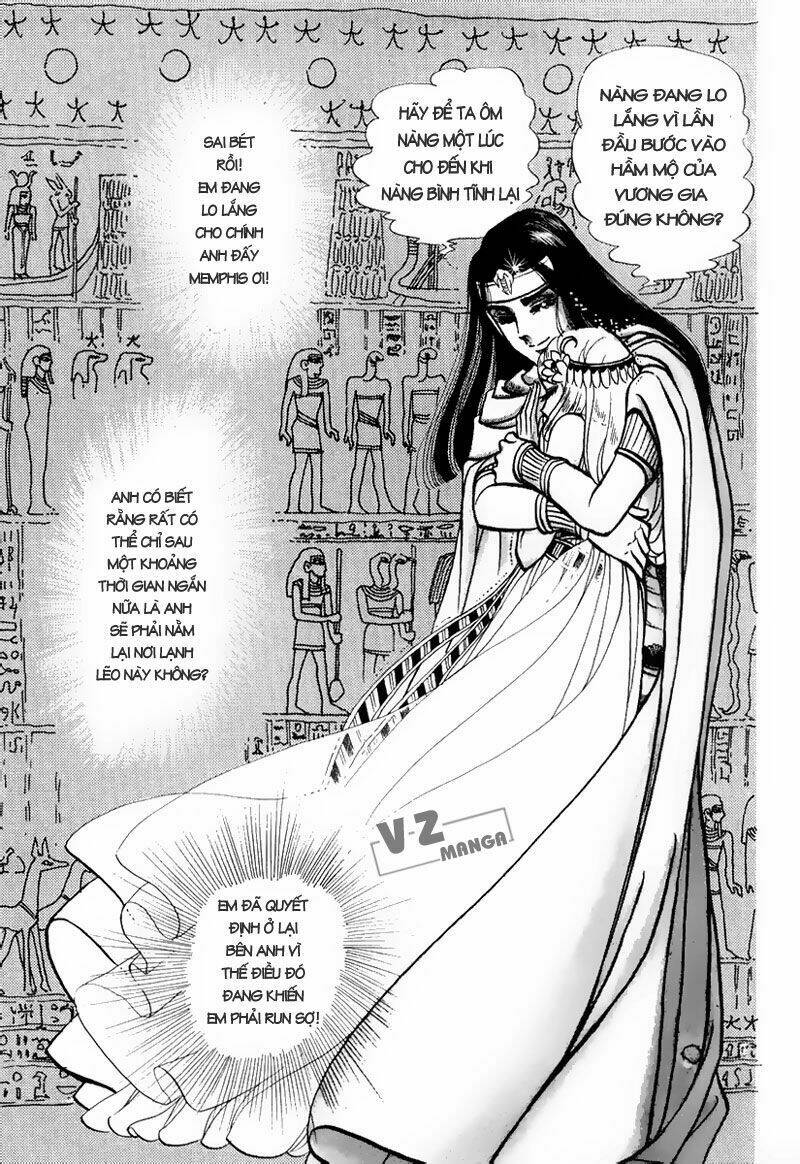 NÀNG ĐANG LO
LẮNG VÌ LẦN
ĐẦU BƯỚC VÀO
HẦM MỘ CỦA
VƯƠNG GIA
ĐÚNG KHÔNG?
HÃY ĐỂ TA ÔM
NÀNG MỘT LÚC
CHO ĐẾN KHI
NÀNG BÌNH TĨNH LẠI
SAI BÉT
RỒI!
EM ĐANG
LO LẮNG
CHO CHÍNH
ANH ĐẤY
MEMPHIS ƠI!
ANH CÓ BIẾT
RẰNG RẤT CÓ
THỂ CHỈ SAU
MỘT KHOẢNG
THỜI GIAN NGẮN
NỮA LÀ ANH
SẼ PHẢI NẰM
LẠI NƠI LẠNH
LẼO NÀY KHÔNG?
V-Z
MANGA
EM ĐÃ QUYẾT
ĐỊNH Ở LẠI
BÊN ANH VÌ
THẾ ĐIỀU ĐÓ
ĐANG KHIẾN
EM PHẢI RUN SỢ!